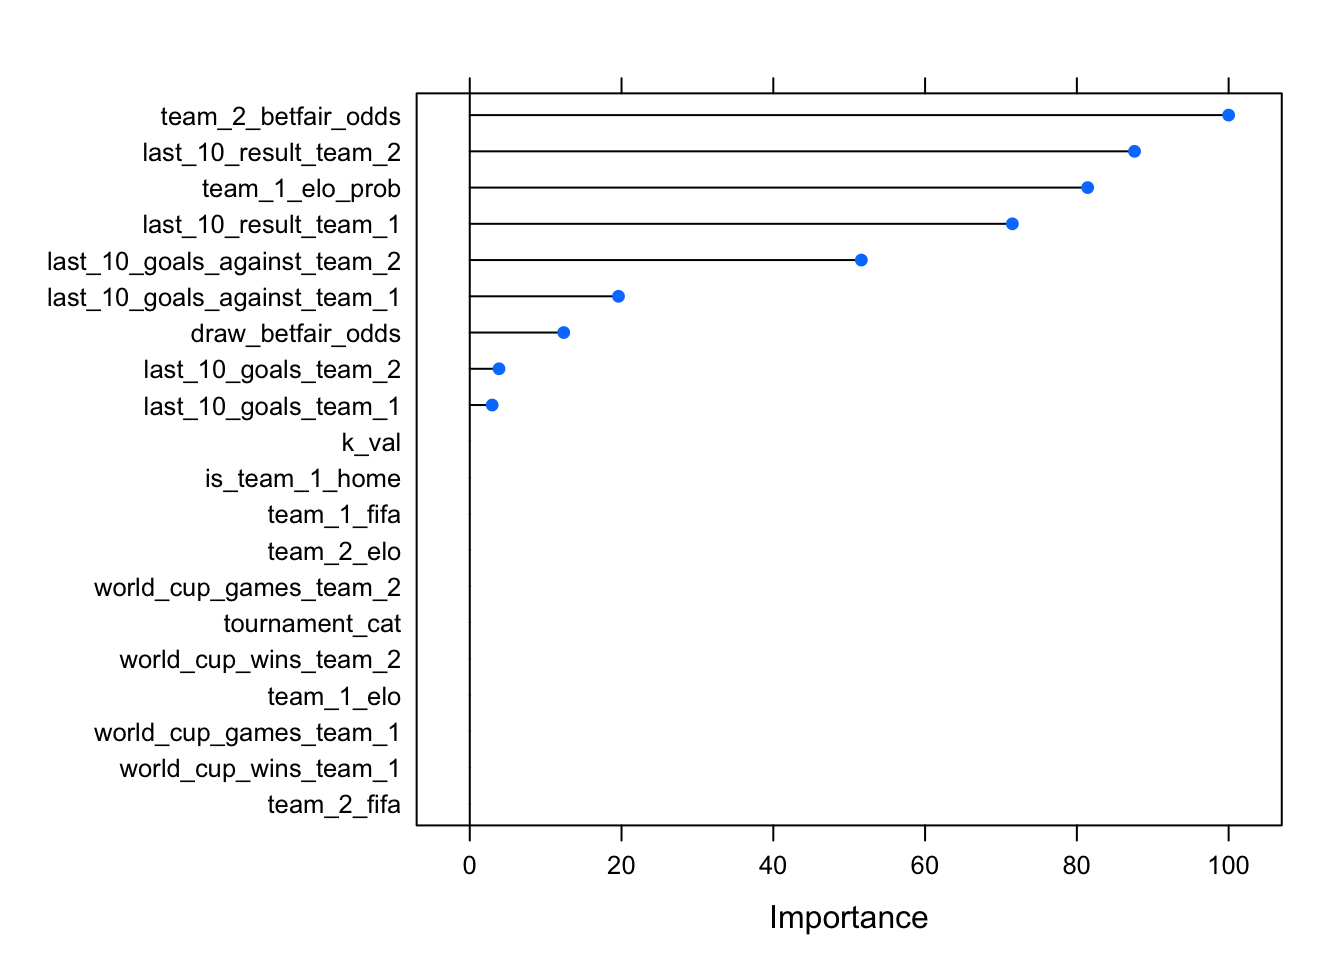 team_2_betfair_odds
last_10_result_team_2
team_1_elo_prob
last_10_result_team_1
last_10_goals_against_team_2
last_10_goals_against_team_1
draw_betfair_odds
last_10_goals_team_2
last_10_goals_team_1
k_val
is_team_1_home
team_1_fifa
team_2_elo
world_cup_games_team_2
tournament_cat
world_cup_wins_team_2
team_1_elo
world_cup_games_team_1
world_cup_wins_team_1
team_2_fifa
0 20 40 60 80 100
Importance